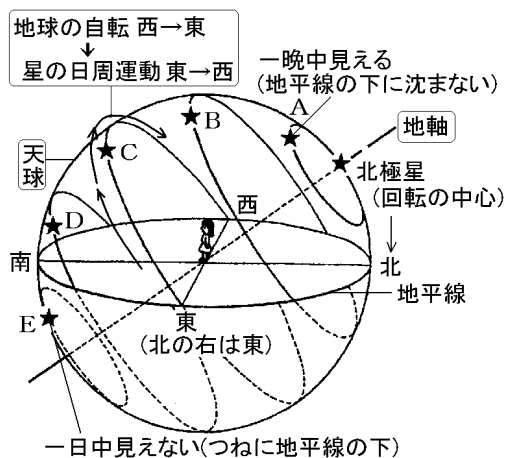 地球の自転 西→東
↓
星の日周運動 東→西
一晩中見える
(地平線の下に沈まない)
A
B
地軸
C
天球
北極星
(回転の中心)
D
西
南
北
地平線
E
東
(北の右は東)
一日中見えない(つねに地平線の下)